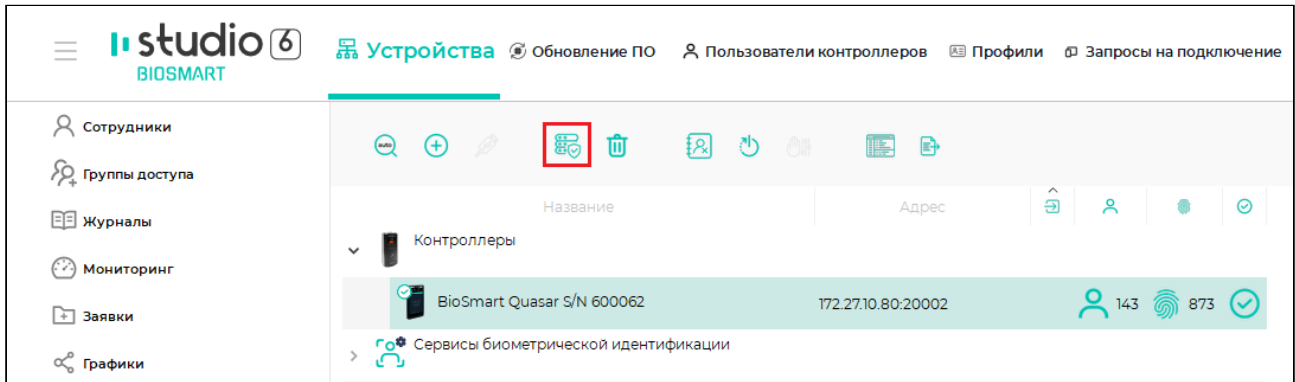 studio 6
BIOSMART
Устройства
Обновление ПО
Пользователи контроллеров
Профили
Запросы на подключение
Сотрудники
Группы доступа
Журналы
Мониторинг
Заявки
Графики
auto
Название
Адрес
Контроллеры
BioSmart Quasar S/N 600062
172.27.10.80:20002
143
873
Сервисы биометрической идентификации